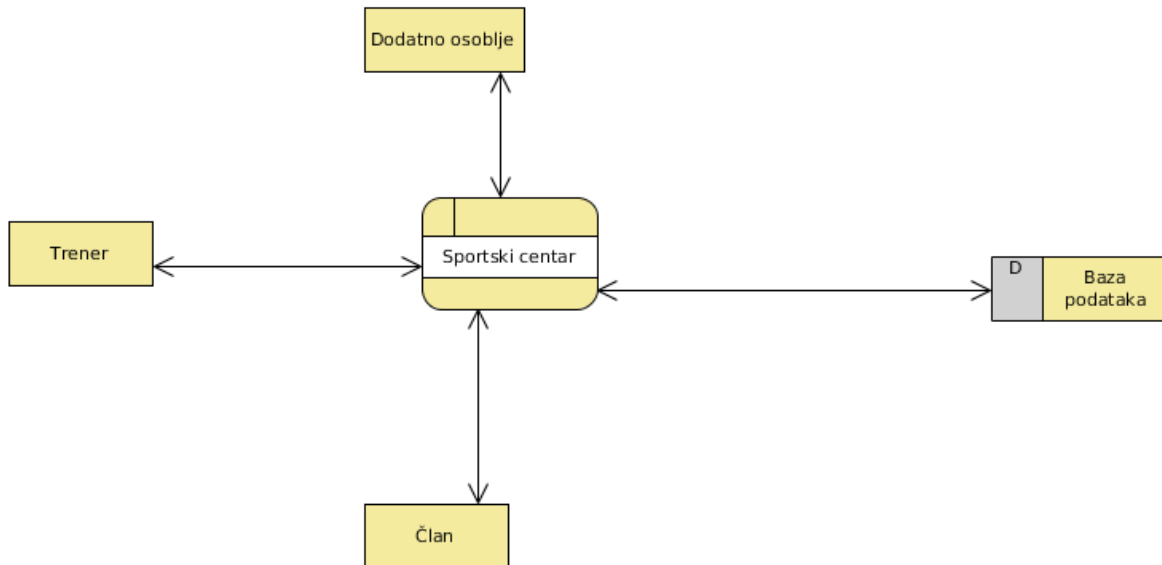 Dodatno osoblje
Trener
Sportski centar
D
Baza
podataka
Član